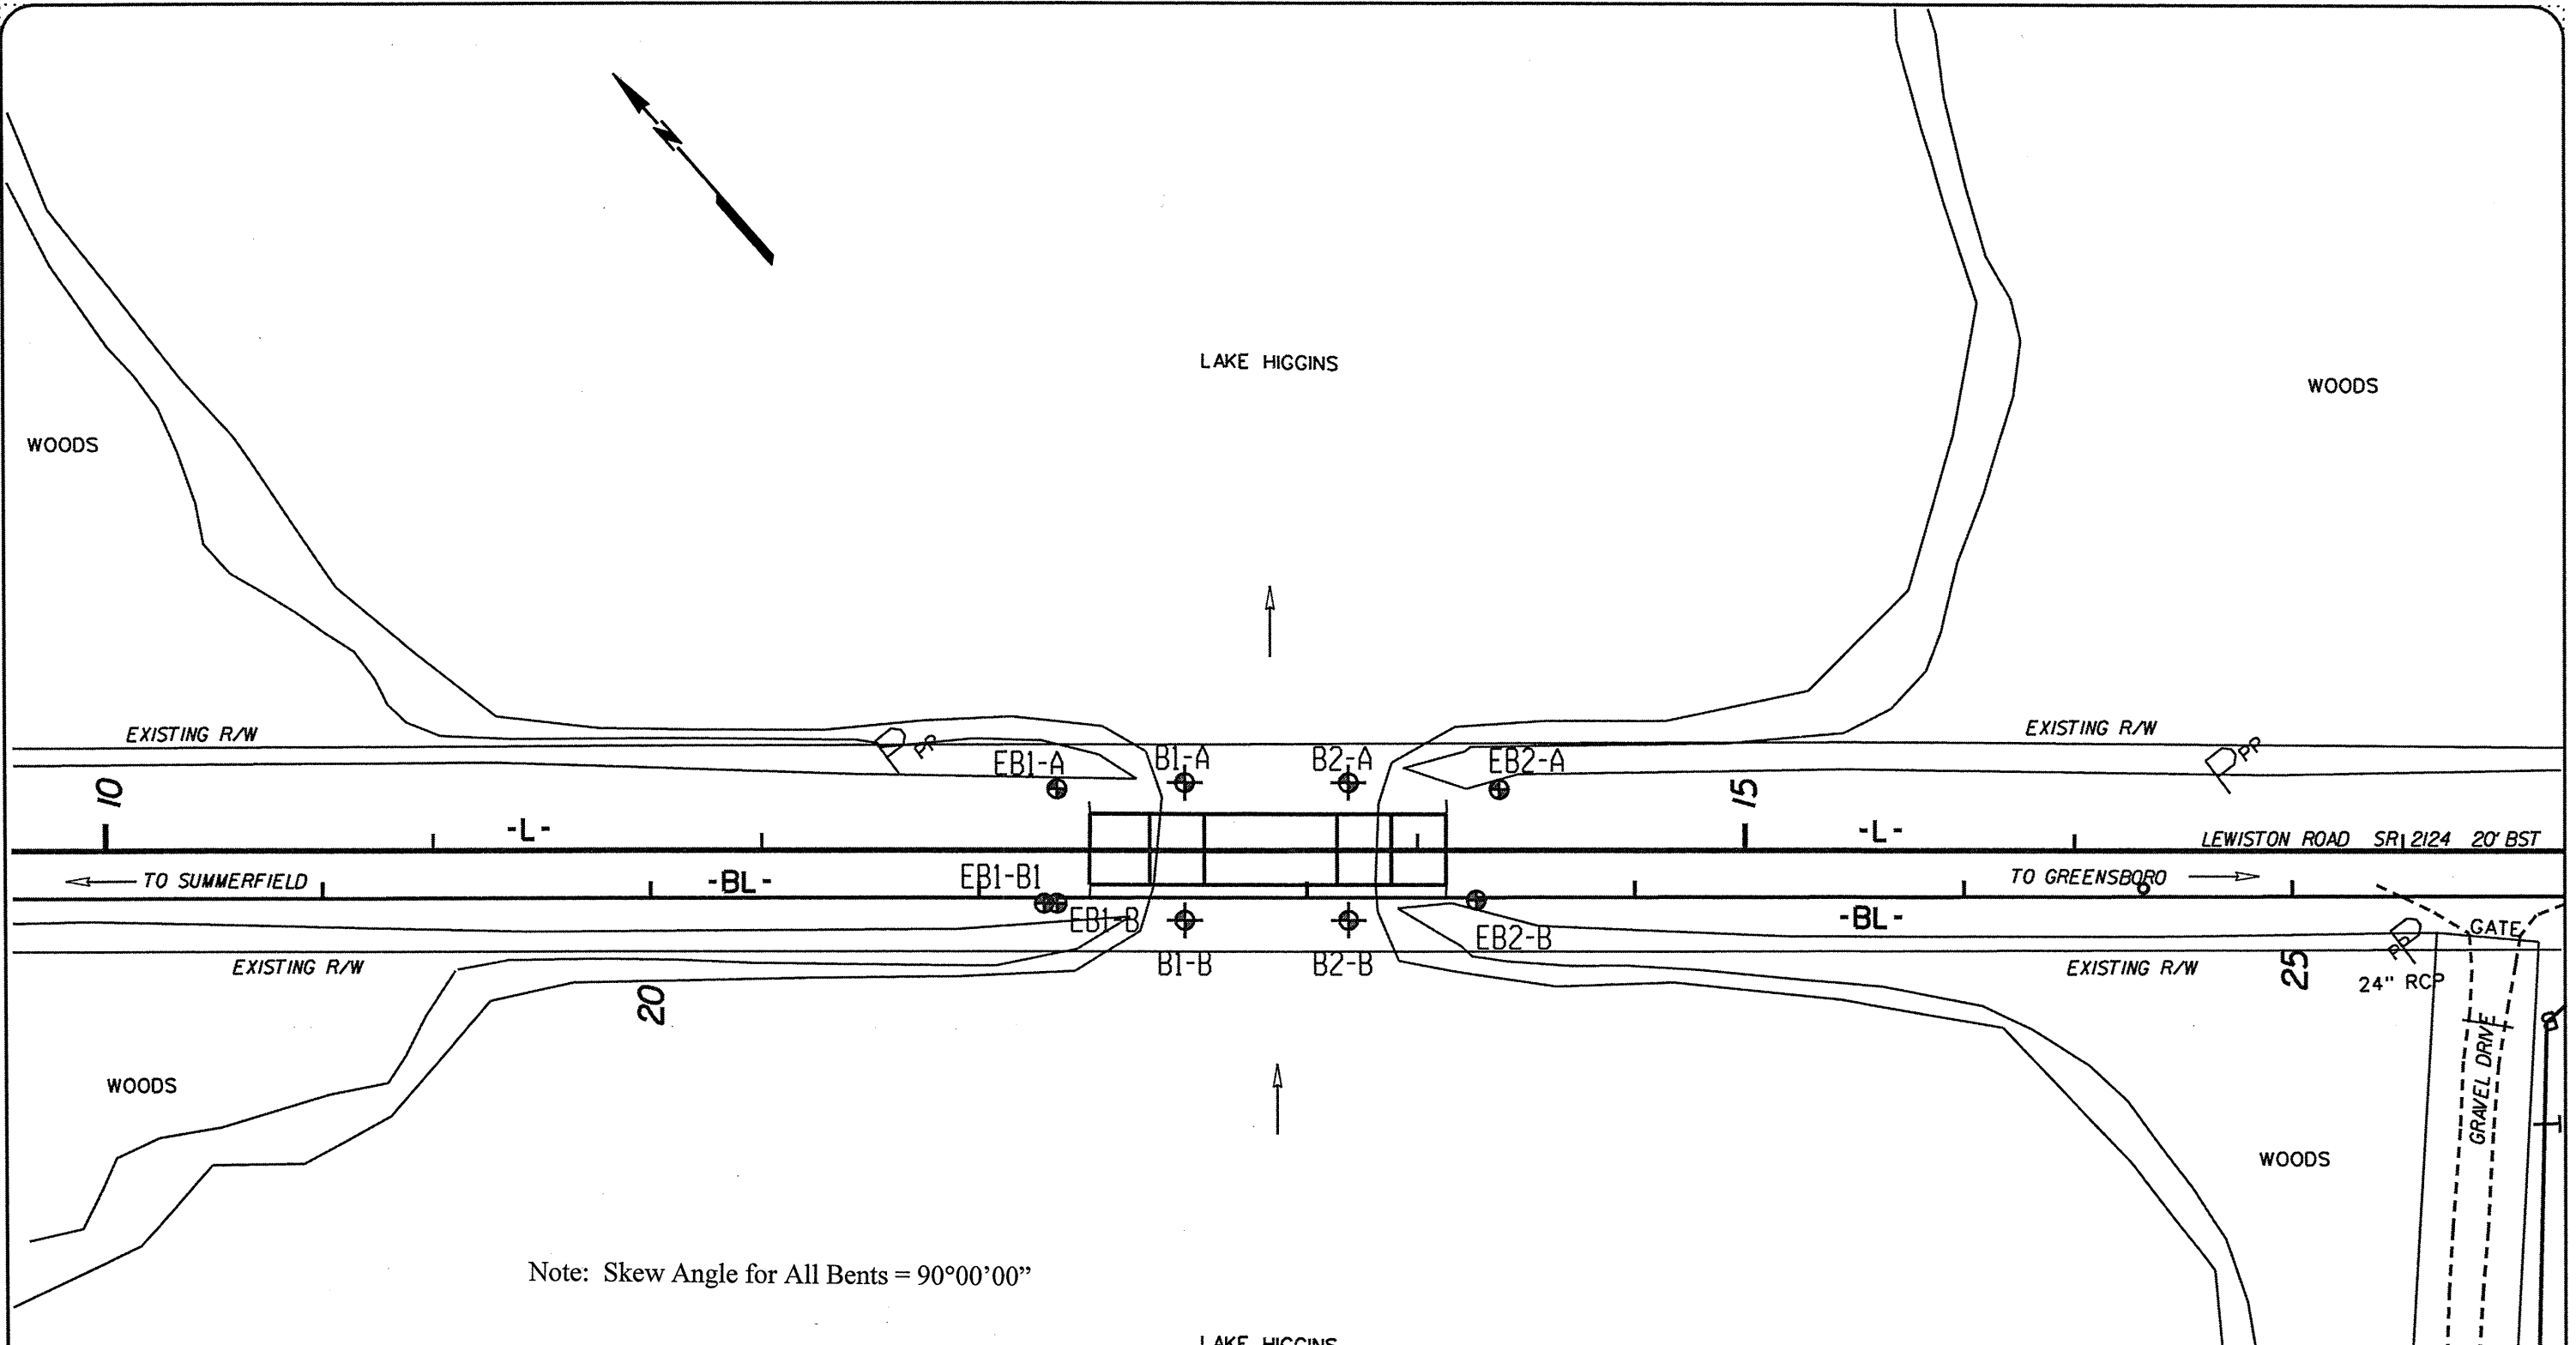 N
LAKE HIGGINS
WOODS
WOODS
EXISTING R/W
PP
EB1-A
B1-A
B2-A
EB2-A
EXISTING R/W
PP
10
15
-L-
-L-
LEWISTON ROAD SR 2124 20' BST
TO SUMMERFIELD
-BL-
EB1-B1
TO GREENSBORO
EB1-B
EB2-B
-BL-
GATE
PP
EXISTING R/W
B1-B
B2-B
EXISTING R/W
25
24" RCP
20
GRAVEL DRIVE
WOODS
WOODS
Note: Skew Angle for All Bents = 90°00'00”
LAKE HIGGINS